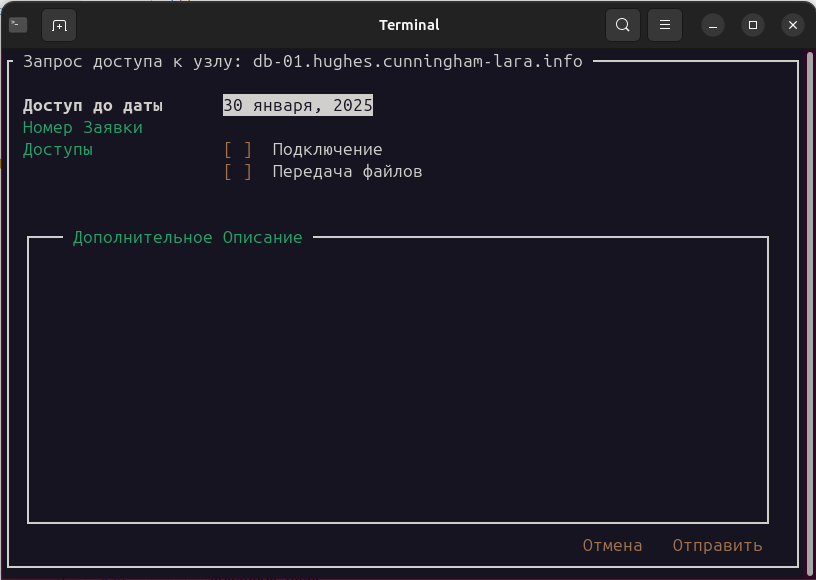 Terminal
Запрос доступа к узлу: db-01.hughes.cunningham-lara.info
Доступ до даты 30 января, 2025
Номер Заявки
Доступы [ ] Подключение
[ ] Передача файлов
Дополнительное Описание
Отмена Отправить